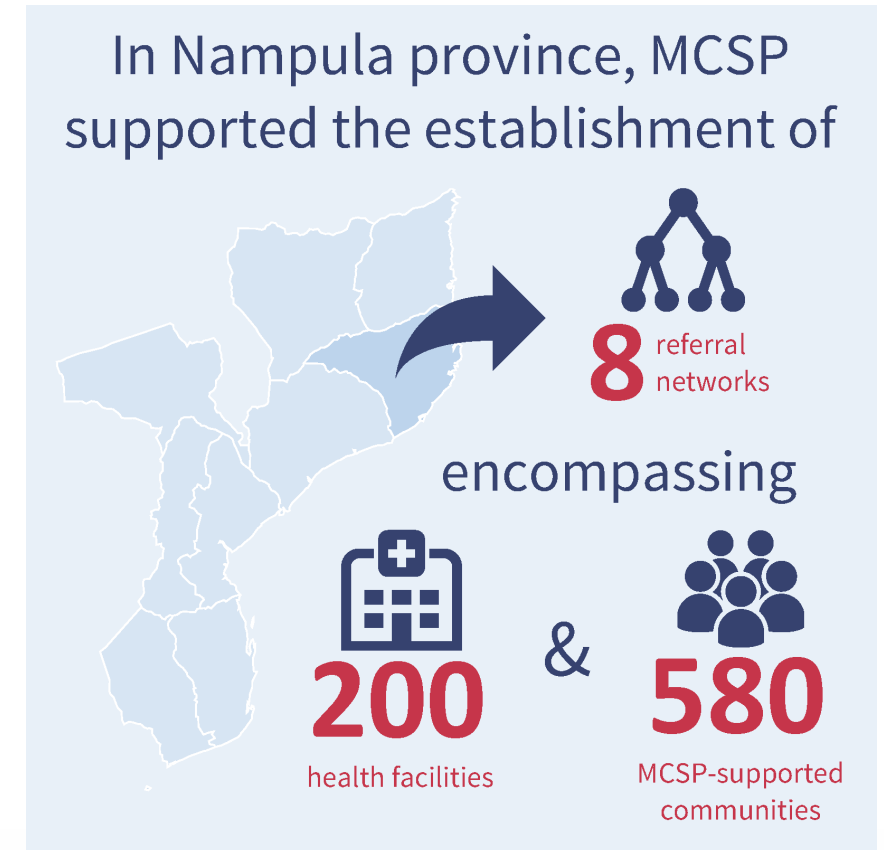 In Nampula province, MCSP
supported the establishment of
8
referral
networks
encompassing
200
health facilities
&
580
MCSP-supported
communities